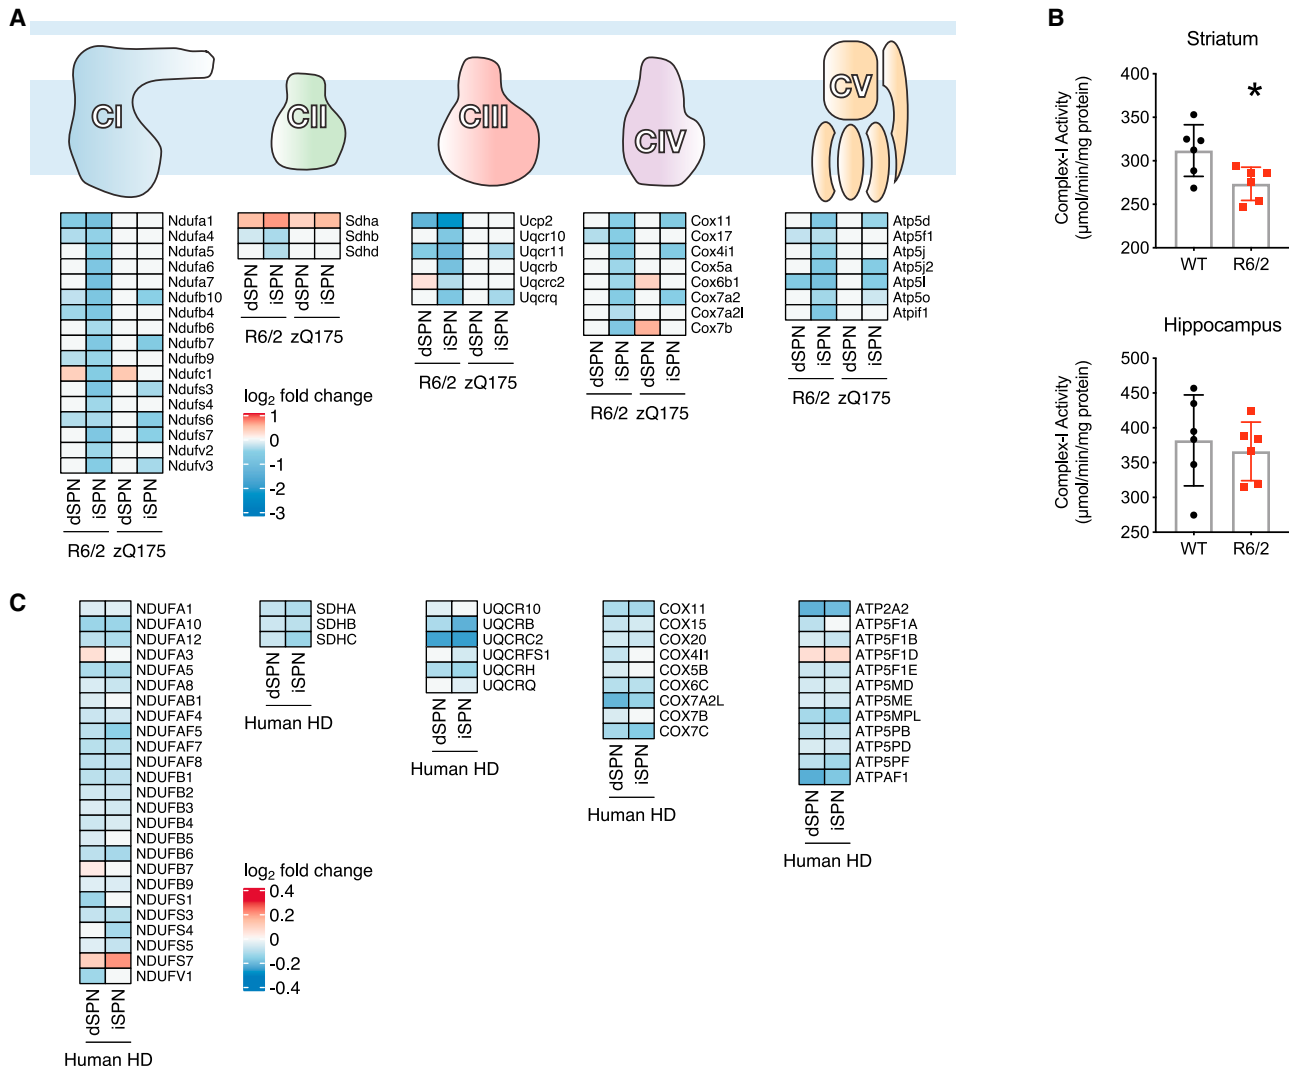 A
CI
CII
CIII
CIV
CV
Ndufa1
Ndufa4
Ndufa5
Ndufa6
Ndufa7
Ndufb10
Ndufb4
Ndufb6
Ndufb7
Ndufb9
Ndufc1
Ndufs3
Ndufs4
Ndufs6
Ndufs7
Ndufv2
Ndufv3
dSPN iSPN dSPN iSPN
R6/2 zQ175
Sdha
Sdhb
Sdhd
dSPN iSPN dSPN iSPN
R6/2 zQ175
log2 fold change
1
0
-1
-2
-3
Ucp2
Uqcr10
Uqcr11
Uqcrb
Uqcrc2
Uqcrq
dSPN iSPN dSPN iSPN
R6/2 zQ175
Cox11
Cox17
Cox4i1
Cox5a
Cox6b1
Cox7a2
Cox7a2l
Cox7b
dSPN iSPN dSPN iSPN
R6/2 zQ175
Atp5d
Atp5f1
Atp5j
Atp5j2
Atp5l
Atp5o
Atpif1
dSPN iSPN dSPN iSPN
R6/2 zQ175
B
Striatum
Complex-I Activity
(μmol/min/mg protein)
400
350
300
250
200
*
WT R6/2
Hippocampus
Complex-I Activity
(μmol/min/mg protein)
500
450
400
350
300
250
WT R6/2
C
NDUFA1
NDUFA10
NDUFA12
NDUFA3
NDUFA5
NDUFA8
NDUFAB1
NDUFAF4
NDUFAF5
NDUFAF7
NDUFAF8
NDUFB1
NDUFB2
NDUFB3
NDUFB4
NDUFB5
NDUFB6
NDUFB7
NDUFB9
NDUFS1
NDUFS3
NDUFS4
NDUFS5
NDUFS7
NDUFV1
dSPN iSPN
Human HD
SDHA
SDHB
SDHC
dSPN iSPN
Human HD
log2 fold change
0.4
0.2
0
-0.2
-0.4
UQCR10
UQCRB
UQCRC2
UQCRFS1
UQCRH
UQCRQ
dSPN iSPN
Human HD
COX11
COX15
COX20
COX4I1
COX5B
COX6C
COX7A2L
COX7B
COX7C
dSPN iSPN
Human HD
ATP2A2
ATP5F1A
ATP5F1B
ATP5F1D
ATP5F1E
ATP5MD
ATP5ME
ATP5MPL
ATP5PB
ATP5PD
ATP5PF
ATPAF1
dSPN iSPN
Human HD